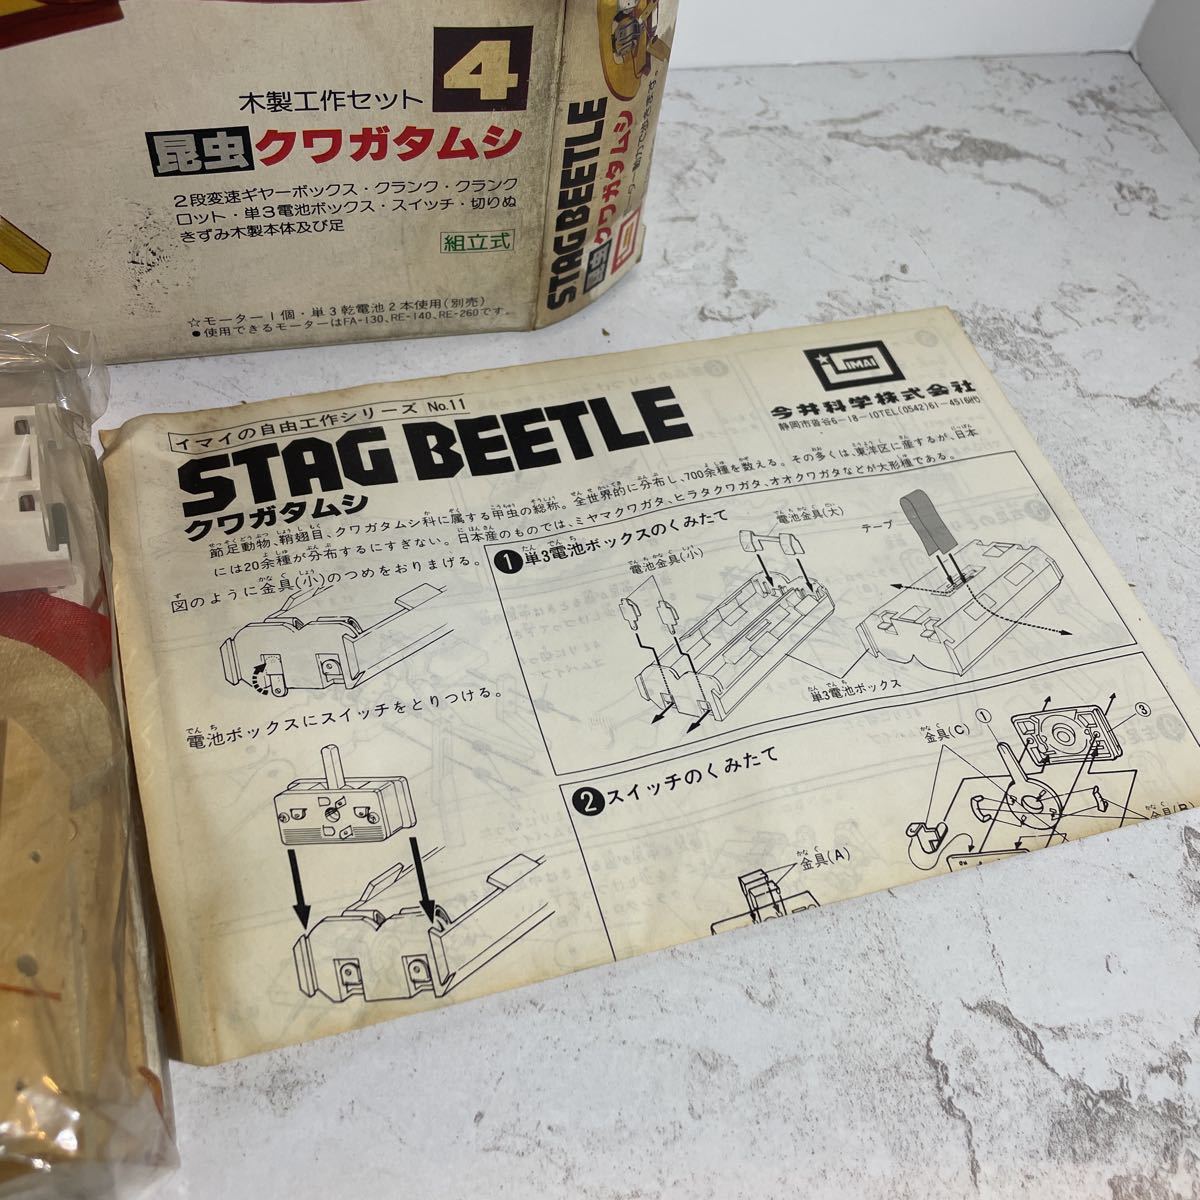 木製工作セット 4
昆虫 クワガタムシ
2段変速ギヤーボックス・クランク・クランク
ロット・単3電池ボックス・スイッチ・切りぬ
きずみ木製本体及び足
組立式
☆モーター1個・単3乾電池2本使用(別売)
●使用できるモーターはFA-130、RE-140、RE-260です。
STAG BEETLE
昆虫 クワガタムシ
イマイの自由工作シリーズ No.11
STAG BEETLE
クワガタムシ
IMAI
今井科学株式会社
静岡市沓谷6-18-10TEL(0542)61-4516㈹
節足動物、鞘翅目、クワガタムシ科に属する甲虫の総称。全世界的に分布し、700余種を数える。その多くは、東洋区に産するが、日本
には20余種が分布するにすぎない。日本産のものでは、ミヤマクワガタ、ヒラタクワガタ、オオクワガタなどが大形種である。
図のように金具(小)のつめをおりまげる。
電池ボックスにスイッチをとりつける。
❶単3電池ボックスのくみたて
電池金具(小)
電池金具(大)
テープ
単3電池ボックス
❷スイッチのくみたて
金具(C)
①
③
金具(A)
金具(B)